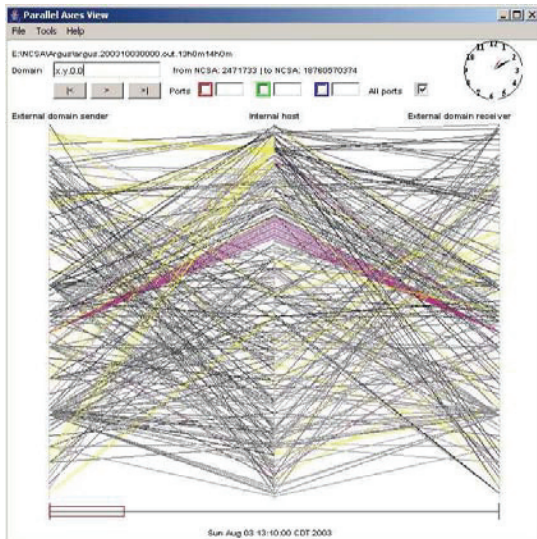 Parallel Axes View
File Tools Help
E:\NCSA\Argus\argus.200310030000.out.13h0m14h0m
Domain x.y.0.0 from NCSA: 2471733 | to NCSA: 18760570374
|< > >| Ports All ports
External domain sender Internal host External domain receiver
Sun Aug 03 13:10:00 CDT 2003